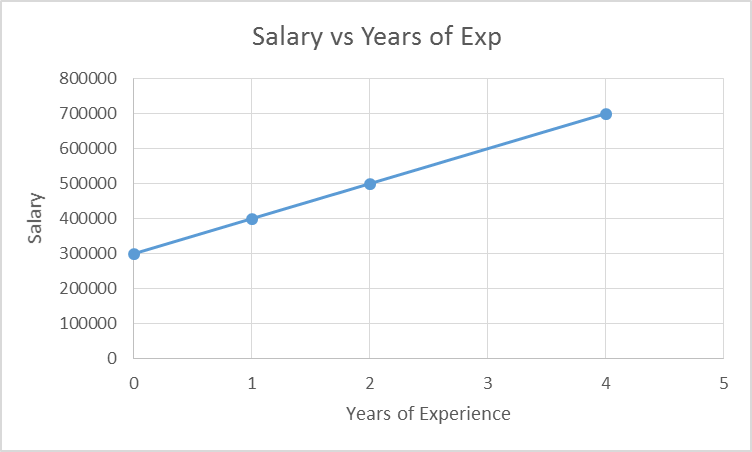 Salary vs Years of Exp
800000
700000
600000
500000
400000
300000
200000
100000
0
Salary
0 1 2 3 4 5
Years of Experience